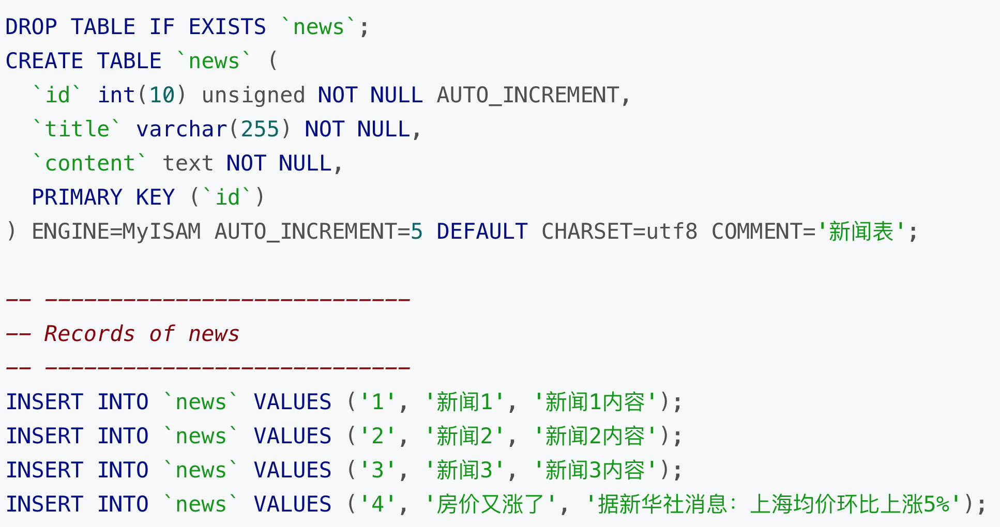 DROP TABLE IF EXISTS `news`;
CREATE TABLE `news` (
  `id` int(10) unsigned NOT NULL AUTO_INCREMENT,
  `title` varchar(255) NOT NULL,
  `content` text NOT NULL,
  PRIMARY KEY (`id`)
) ENGINE=MyISAM AUTO_INCREMENT=5 DEFAULT CHARSET=utf8 COMMENT='新闻表';

-- ----------------------------
-- Records of news
-- ----------------------------
INSERT INTO `news` VALUES ('1', '新闻1', '新闻1内容');
INSERT INTO `news` VALUES ('2', '新闻2', '新闻2内容');
INSERT INTO `news` VALUES ('3', '新闻3', '新闻3内容');
INSERT INTO `news` VALUES ('4', '房价又涨了', '据新华社消息：上海均价环比上涨5%');